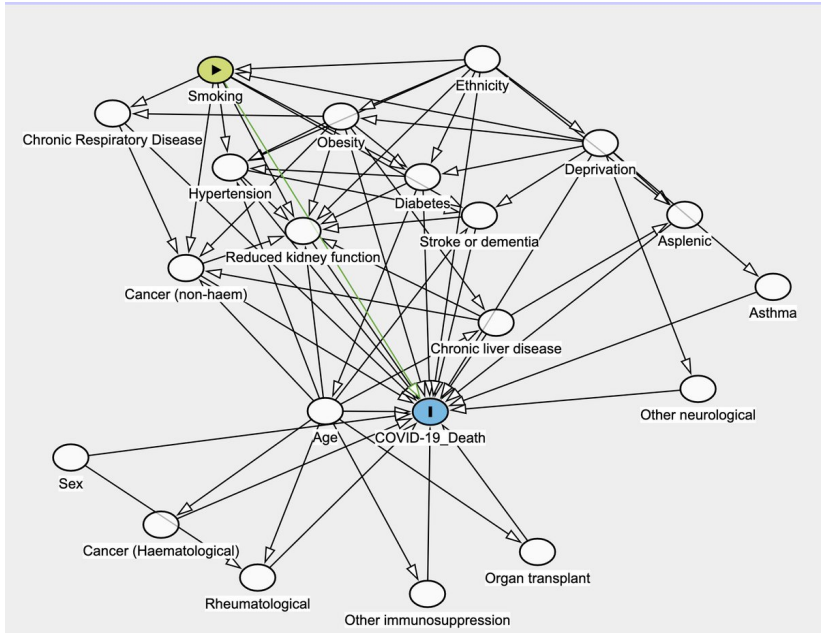 Smoking
Ethnicity
Chronic Respiratory Disease
Obesity
Deprivation
Hypertension
Diabetes
Stroke or dementia
Asplenic
Reduced kidney function
Cancer (non-haem)
Asthma
Chronic liver disease
Other neurological
Age
COVID-19_Death
Sex
Cancer (Haematological)
Organ transplant
Rheumatological
Other immunosuppression